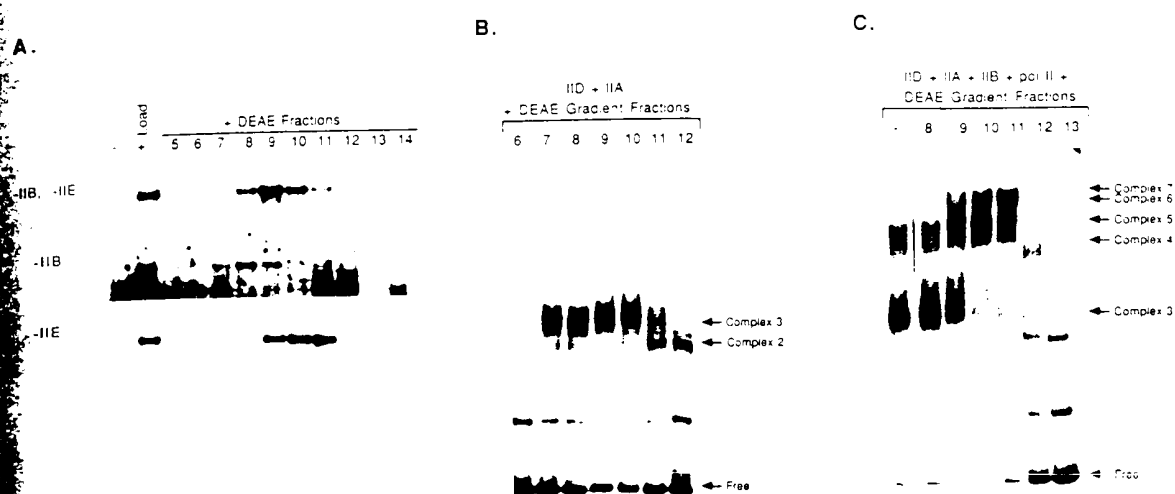 A.
+ Load
+ DEAE Fractions
- 5 6 7 8 9 10 11 12 13 14
-IIB, -IIE
-IIB
-IIE
B.
IID + IIA
+ DEAE Gradient Fractions
6 7 8 9 10 11 12
Complex 3
Complex 2
Free
C.
IID + IIA + IIB + pol II +
DEAE Gradient Fractions
- 8 9 10 11 12 13
Complex 7
Complex 6
Complex 5
Complex 4
Complex 3
Free